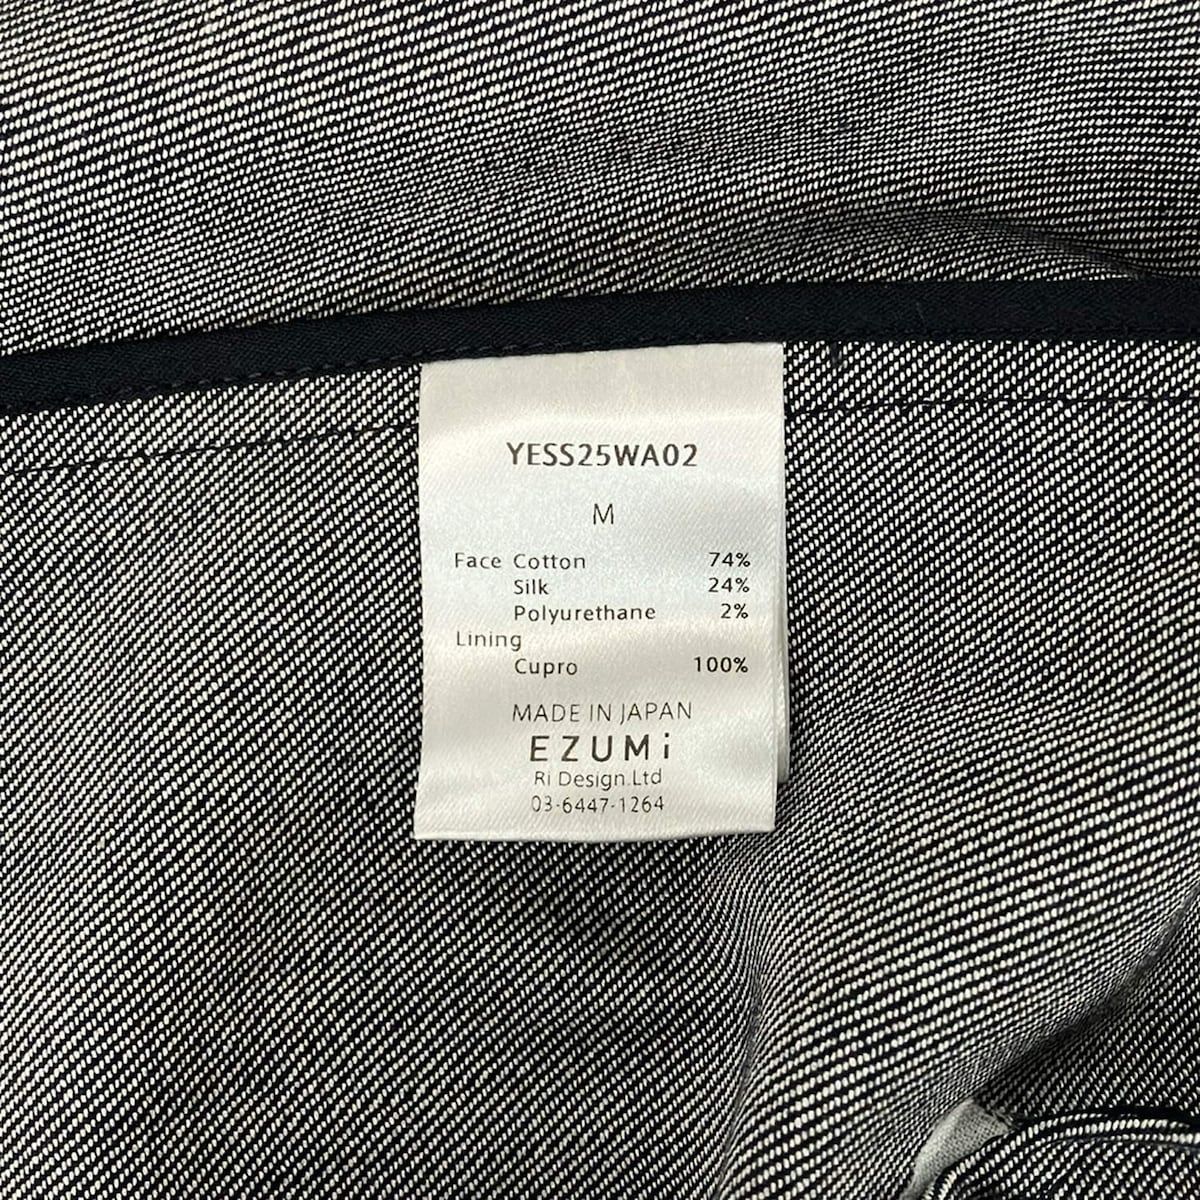 YESS25WA02
M
Face Cotton 74%
Silk 24%
Polyurethane 2%
Lining
Cupro 100%
MADE IN JAPAN
EZUMi
Ri Design.Ltd
03-6447-1264